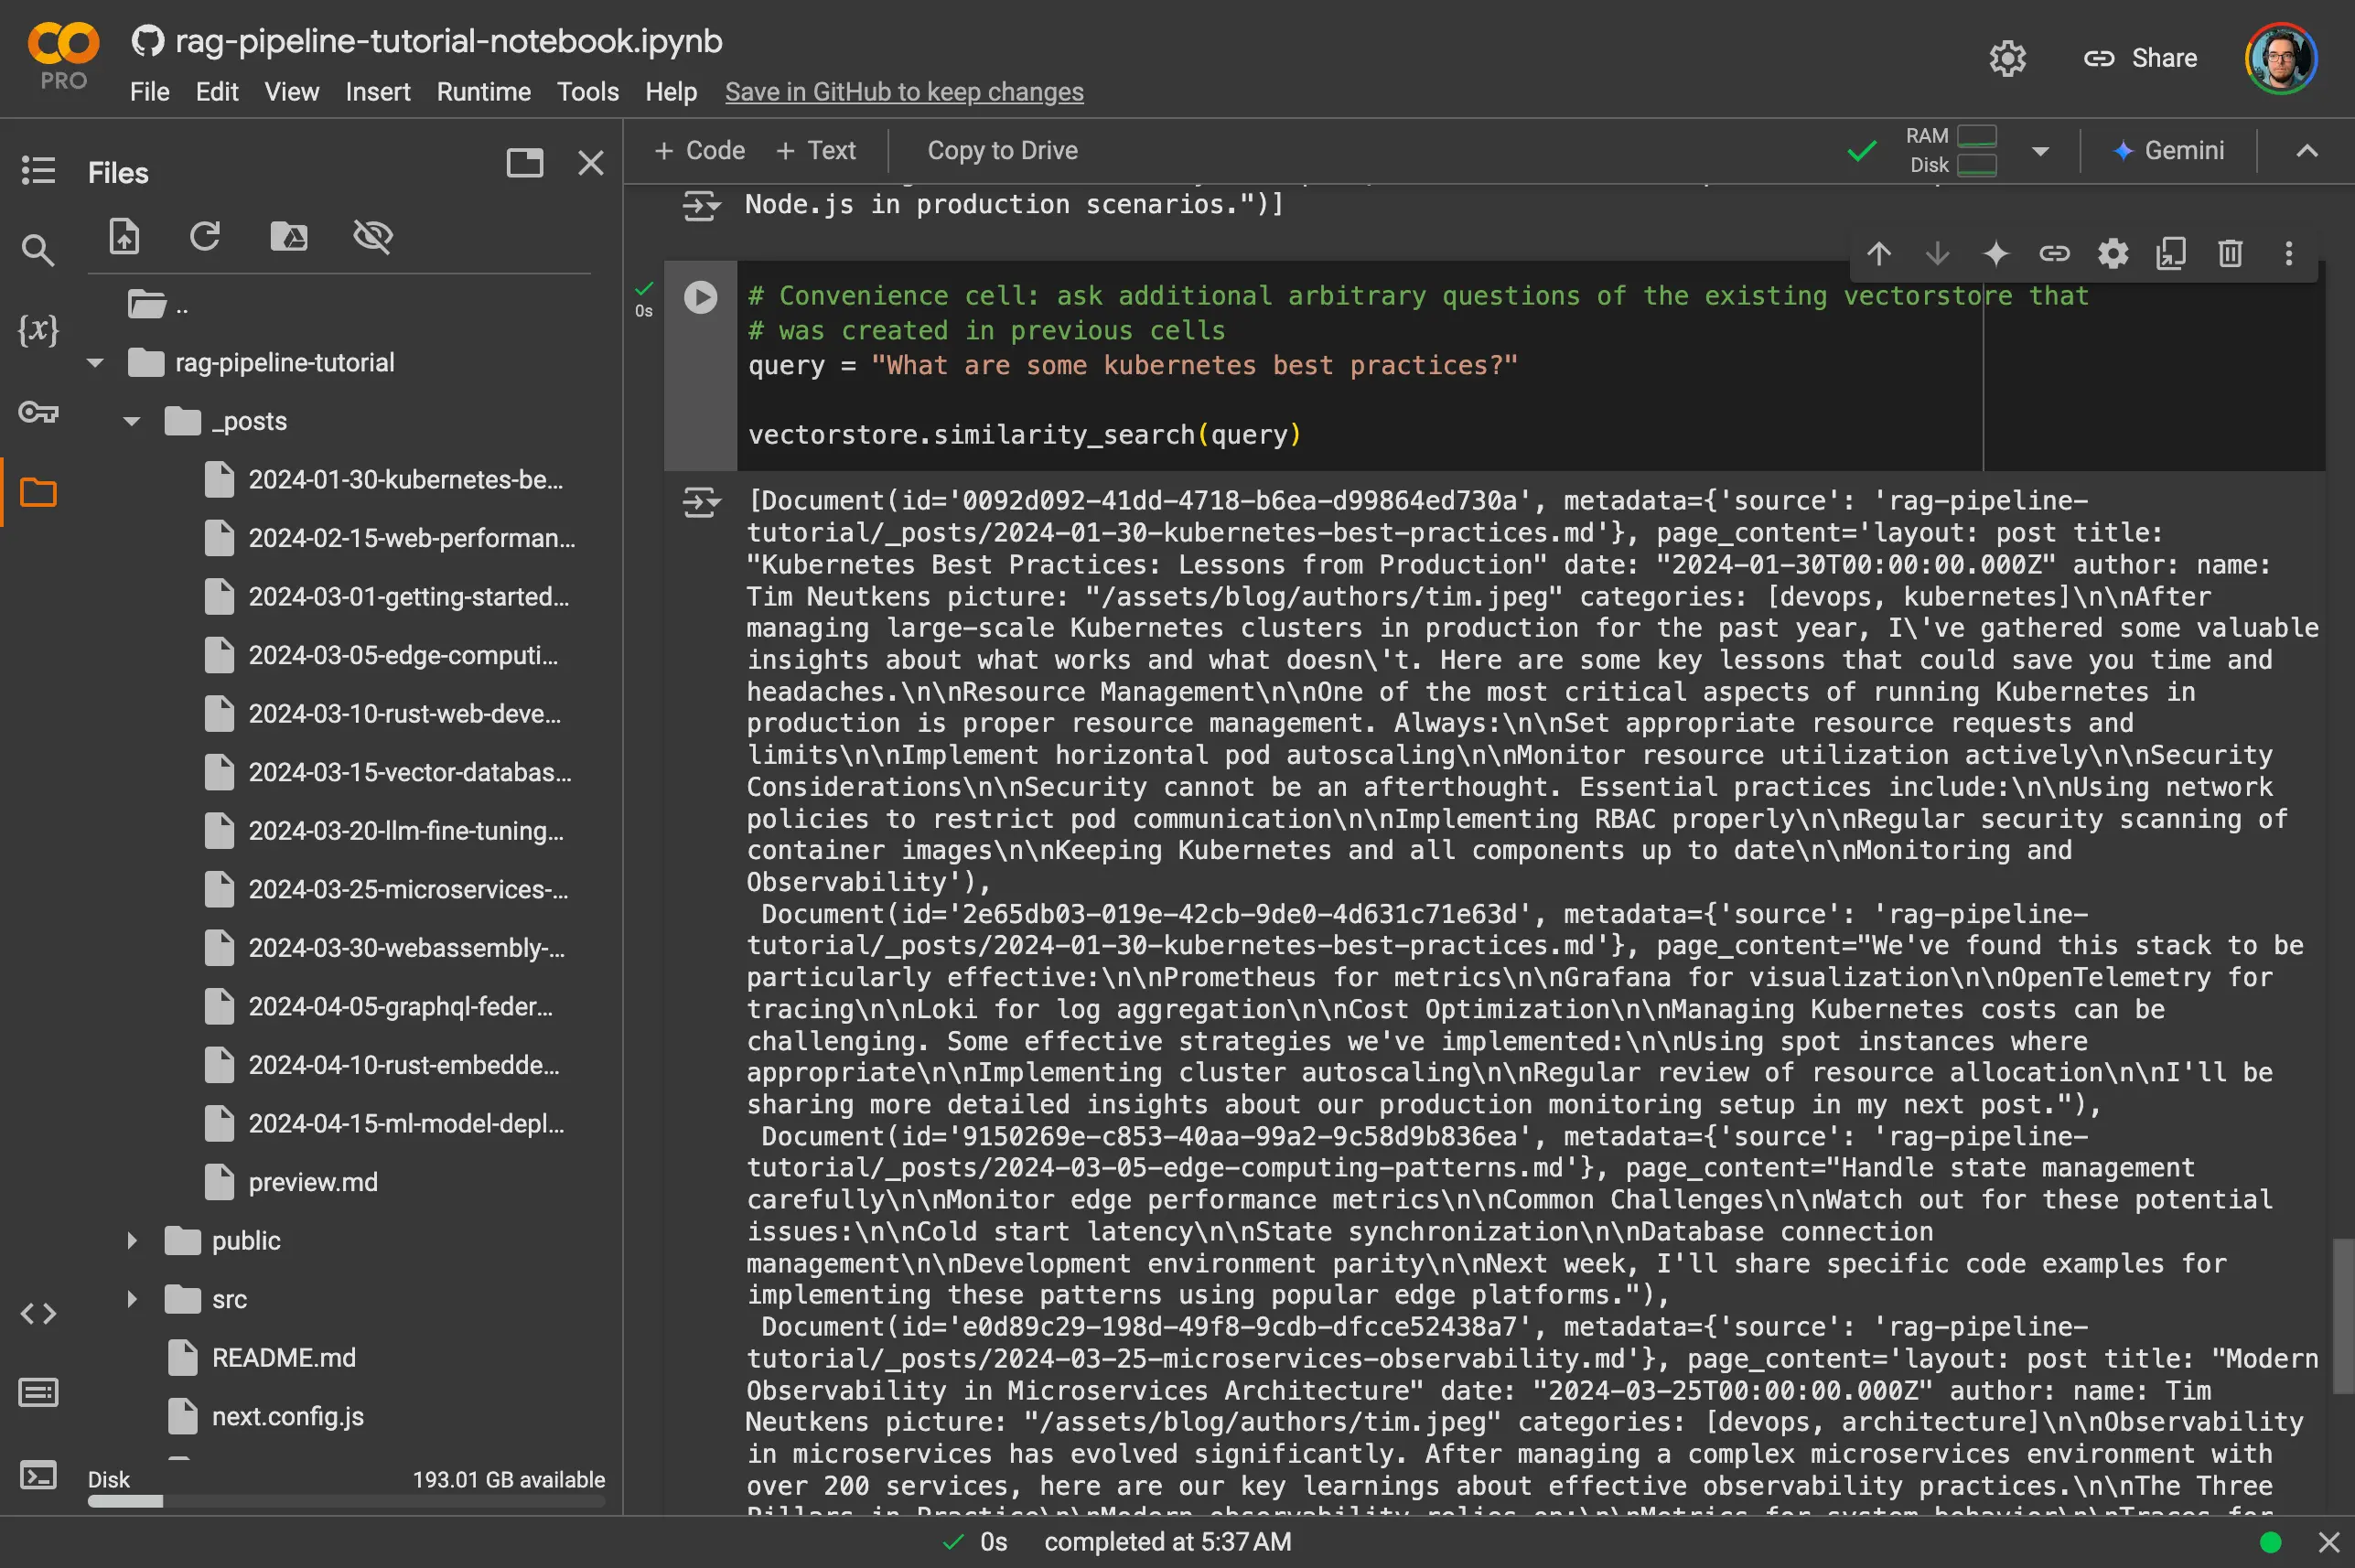 rag-pipeline-tutorial-notebook.ipynb
PRO
File Edit View Insert Runtime Tools Help Save in GitHub to keep changes
Share
Files
+ Code + Text Copy to Drive
RAM
Disk
Gemini
..
rag-pipeline-tutorial
_posts
2024-01-30-kubernetes-be...
2024-02-15-web-performan...
2024-03-01-getting-started...
2024-03-05-edge-computi...
2024-03-10-rust-web-deve...
2024-03-15-vector-databas...
2024-03-20-llm-fine-tuning...
2024-03-25-microservices-...
2024-03-30-webassembly-...
2024-04-05-graphql-feder...
2024-04-10-rust-embedde...
2024-04-15-ml-model-depl...
preview.md
public
src
README.md
next.config.js
Disk 193.01 GB available
{x}
<>
Node.js in production scenarios.")]
0s
# Convenience cell: ask additional arbitrary questions of the existing vectorstore that
# was created in previous cells
query = "What are some kubernetes best practices?"
vectorstore.similarity_search(query)
[Document(id='0092d092-41dd-4718-b6ea-d99864ed730a', metadata={'source': 'rag-pipeline-
tutorial/_posts/2024-01-30-kubernetes-best-practices.md'}, page_content='layout: post title:
"Kubernetes Best Practices: Lessons from Production" date: "2024-01-30T00:00:00.000Z" author: name:
Tim Neutkens picture: "/assets/blog/authors/tim.jpeg" categories: [devops, kubernetes]\n\nAfter
managing large-scale Kubernetes clusters in production for the past year, I\'ve gathered some valuable
insights about what works and what doesn\'t. Here are some key lessons that could save you time and
headaches.\n\nResource Management\n\nOne of the most critical aspects of running Kubernetes in
production is proper resource management. Always:\n\nSet appropriate resource requests and
limits\n\nImplement horizontal pod autoscaling\n\nMonitor resource utilization actively\n\nSecurity
Considerations\n\nSecurity cannot be an afterthought. Essential practices include:\n\nUsing network
policies to restrict pod communication\n\nImplementing RBAC properly\n\nRegular security scanning of
container images\n\nKeeping Kubernetes and all components up to date\n\nMonitoring and
Observability'),
Document(id='2e65db03-019e-42cb-9de0-4d631c71e63d', metadata={'source': 'rag-pipeline-
tutorial/_posts/2024-01-30-kubernetes-best-practices.md'}, page_content="We've found this stack to be
particularly effective:\n\nPrometheus for metrics\n\nGrafana for visualization\n\nOpenTelemetry for
tracing\n\nLoki for log aggregation\n\nCost Optimization\n\nManaging Kubernetes costs can be
challenging. Some effective strategies we've implemented:\n\nUsing spot instances where
appropriate\n\nImplementing cluster autoscaling\n\nRegular review of resource allocation\n\nI'll be
sharing more detailed insights about our production monitoring setup in my next post."),
Document(id='9150269e-c853-40aa-99a2-9c58d9b836ea', metadata={'source': 'rag-pipeline-
tutorial/_posts/2024-03-05-edge-computing-patterns.md'}, page_content="Handle state management
carefully\n\nMonitor edge performance metrics\n\nCommon Challenges\n\nWatch out for these potential
issues:\n\nCold start latency\n\nState synchronization\n\nDatabase connection
management\n\nDevelopment environment parity\n\nNext week, I'll share specific code examples for
implementing these patterns using popular edge platforms."),
Document(id='e0d89c29-198d-49f8-9cdb-dfcce52438a7', metadata={'source': 'rag-pipeline-
tutorial/_posts/2024-03-25-microservices-observability.md'}, page_content='layout: post title: "Modern
Observability in Microservices Architecture" date: "2024-03-25T00:00:00.000Z" author: name: Tim
Neutkens picture: "/assets/blog/authors/tim.jpeg" categories: [devops, architecture]\n\nObservability
in microservices has evolved significantly. After managing a complex microservices environment with
over 200 services, here are our key learnings about effective observability practices.\n\nThe Three
Pillars in Practice\n\nModern observability relies on:\n\nMetrics for system behavior\n\nTraces for
0s completed at 5:37 AM